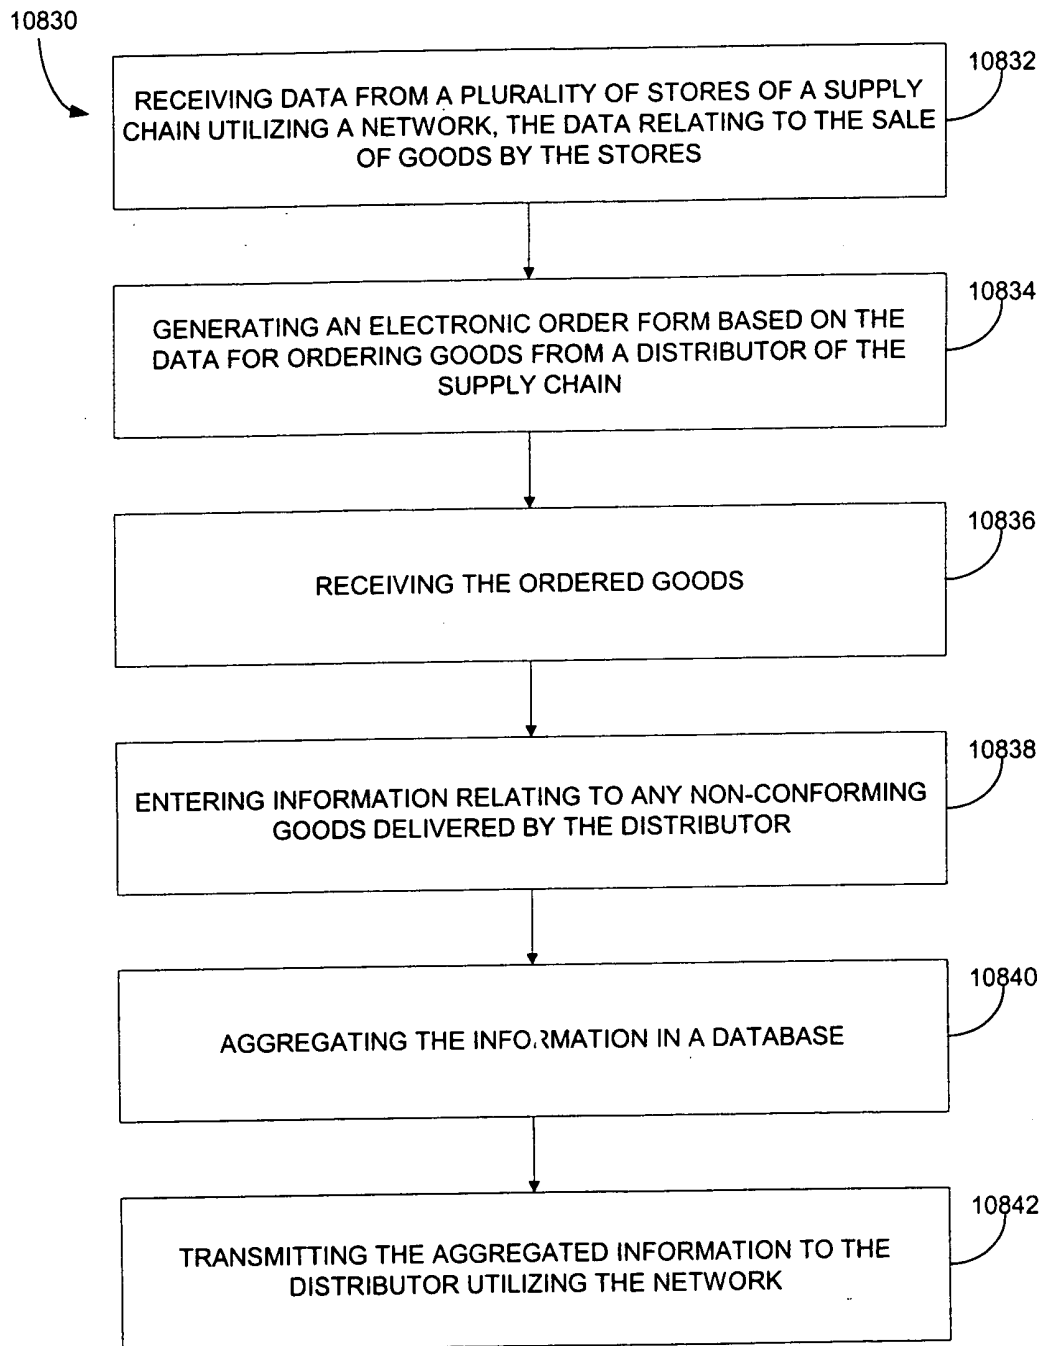 10830
10832
RECEIVING DATA FROM A PLURALITY OF STORES OF A SUPPLY
CHAIN UTILIZING A NETWORK, THE DATA RELATING TO THE SALE
OF GOODS BY THE STORES
10834
GENERATING AN ELECTRONIC ORDER FORM BASED ON THE
DATA FOR ORDERING GOODS FROM A DISTRIBUTOR OF THE
SUPPLY CHAIN
10836
RECEIVING THE ORDERED GOODS
10838
ENTERING INFORMATION RELATING TO ANY NON-CONFORMING
GOODS DELIVERED BY THE DISTRIBUTOR
10840
AGGREGATING THE INFORMATION IN A DATABASE
10842
TRANSMITTING THE AGGREGATED INFORMATION TO THE
DISTRIBUTOR UTILIZING THE NETWORK